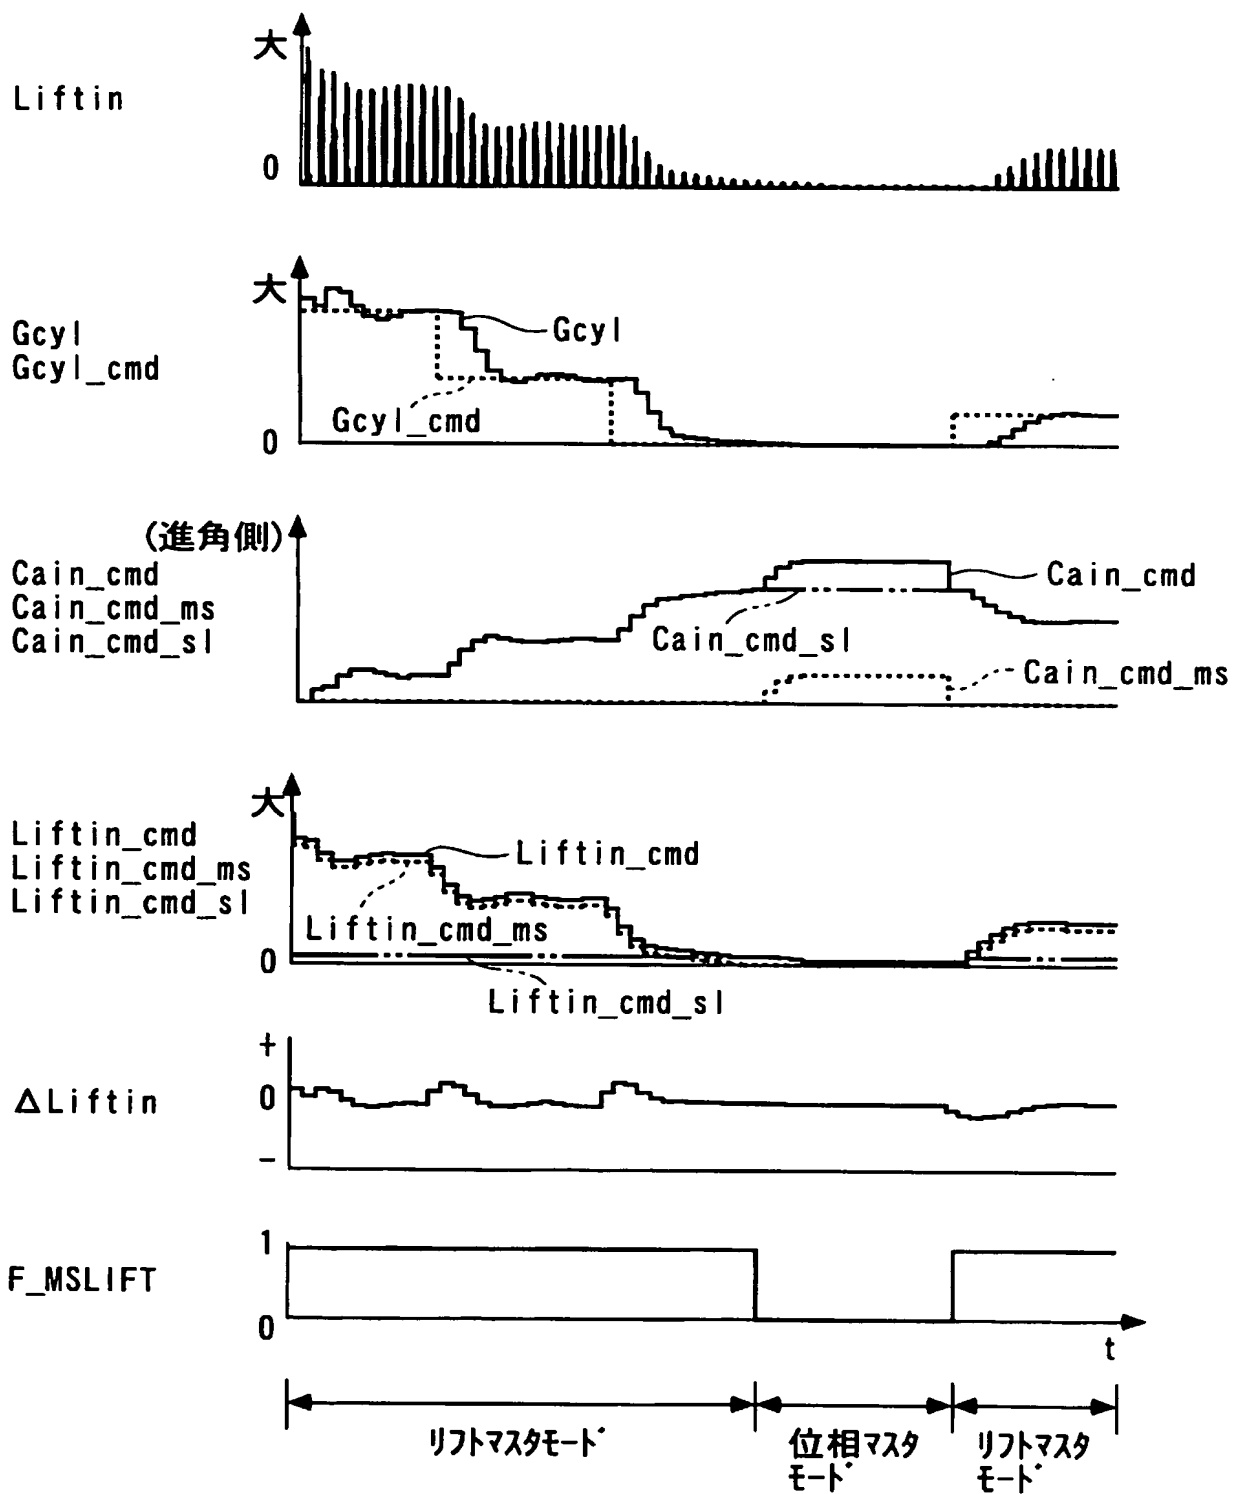 大
Liftin
0
大
Gcyl
Gcyl_cmd
Gcyl
Gcyl_cmd
0
(進角側)
Cain_cmd
Cain_cmd_ms
Cain_cmd_sl
Cain_cmd
Cain_cmd_sl
Cain_cmd_ms
大
Liftin_cmd
Liftin_cmd_ms
Liftin_cmd_sl
Liftin_cmd
Liftin_cmd_ms
0
Liftin_cmd_sl
+
0
ΔLiftin
−
1
F_MSLIFT
0
t
リフトマスタモード
位相マスタ
モード
リフトマスタ
モード